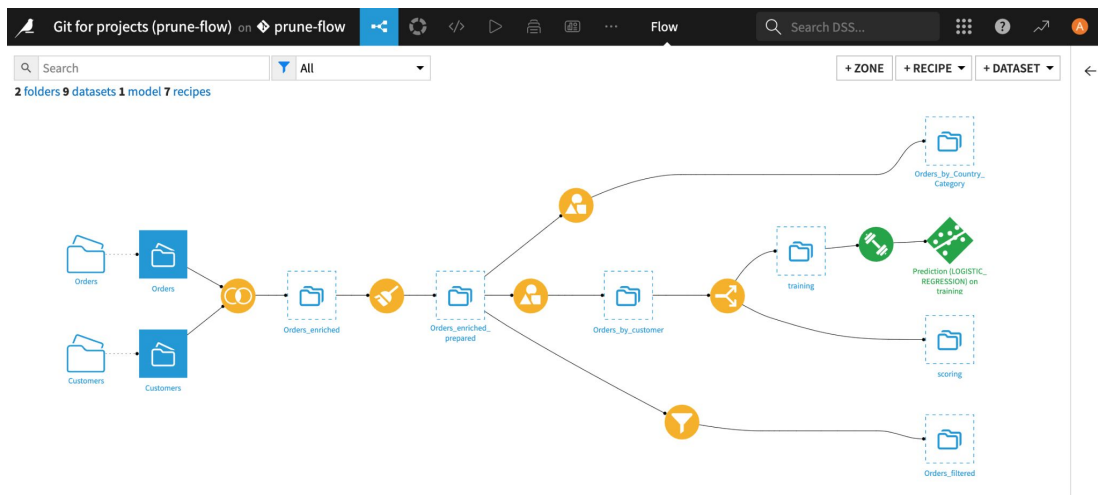 Git for projects (prune-flow) on prune-flow
Flow
Search DSS...
?
A
Search
All
+ ZONE
+ RECIPE
+ DATASET
2 folders 9 datasets 1 model 7 recipes
Orders_by_Country_
Category
Orders
Orders
Orders_enriched
Orders_enriched_
prepared
Orders_by_customer
training
Prediction (LOGISTIC_
REGRESSION) on
training
Customers
Customers
scoring
Orders_filtered